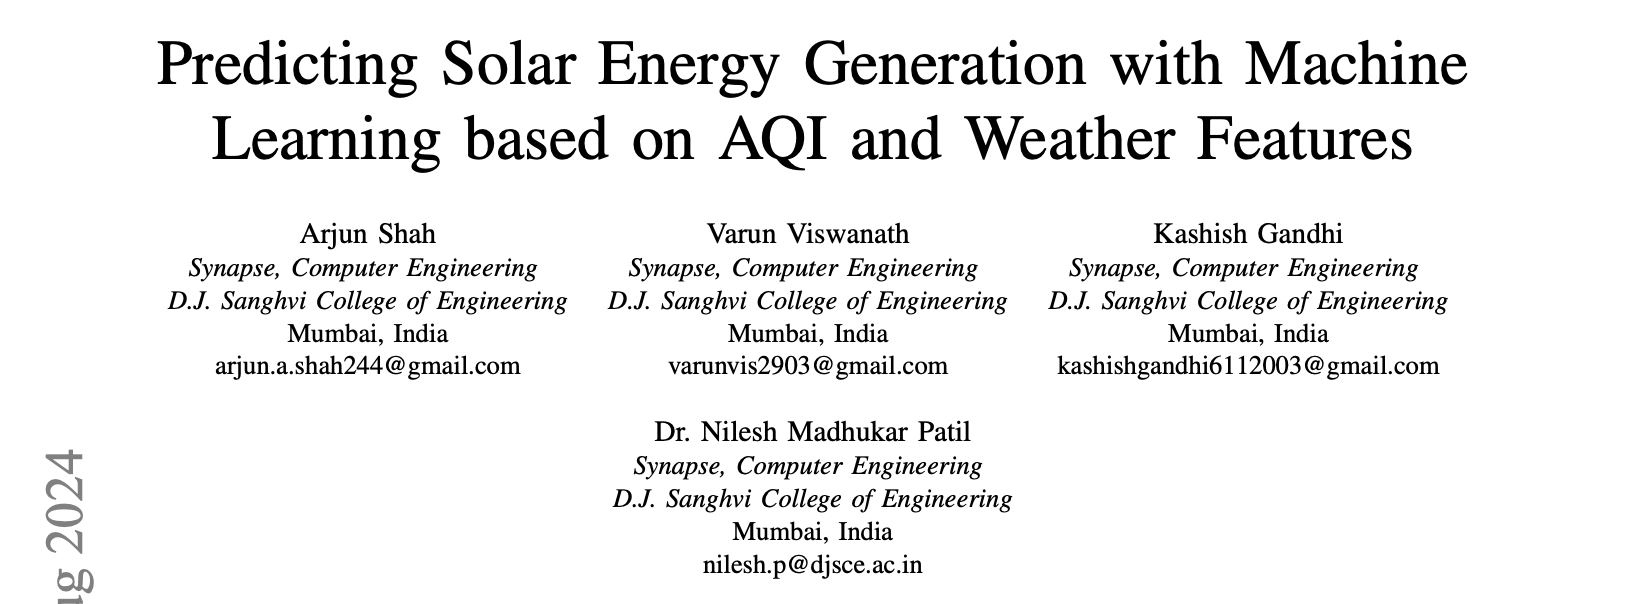 Predicting Solar Energy Generation with Machine
Learning based on AQI and Weather Features
Arjun Shah
Synapse, Computer Engineering
D.J. Sanghvi College of Engineering
Mumbai, India
arjun.a.shah244@gmail.com
Varun Viswanath
Synapse, Computer Engineering
D.J. Sanghvi College of Engineering
Mumbai, India
varunvis2903@gmail.com
Kashish Gandhi
Synapse, Computer Engineering
D.J. Sanghvi College of Engineering
Mumbai, India
kashishgandhi6112003@gmail.com
Dr. Nilesh Madhukar Patil
Synapse, Computer Engineering
D.J. Sanghvi College of Engineering
Mumbai, India
nilesh.p@djsce.ac.in
2024